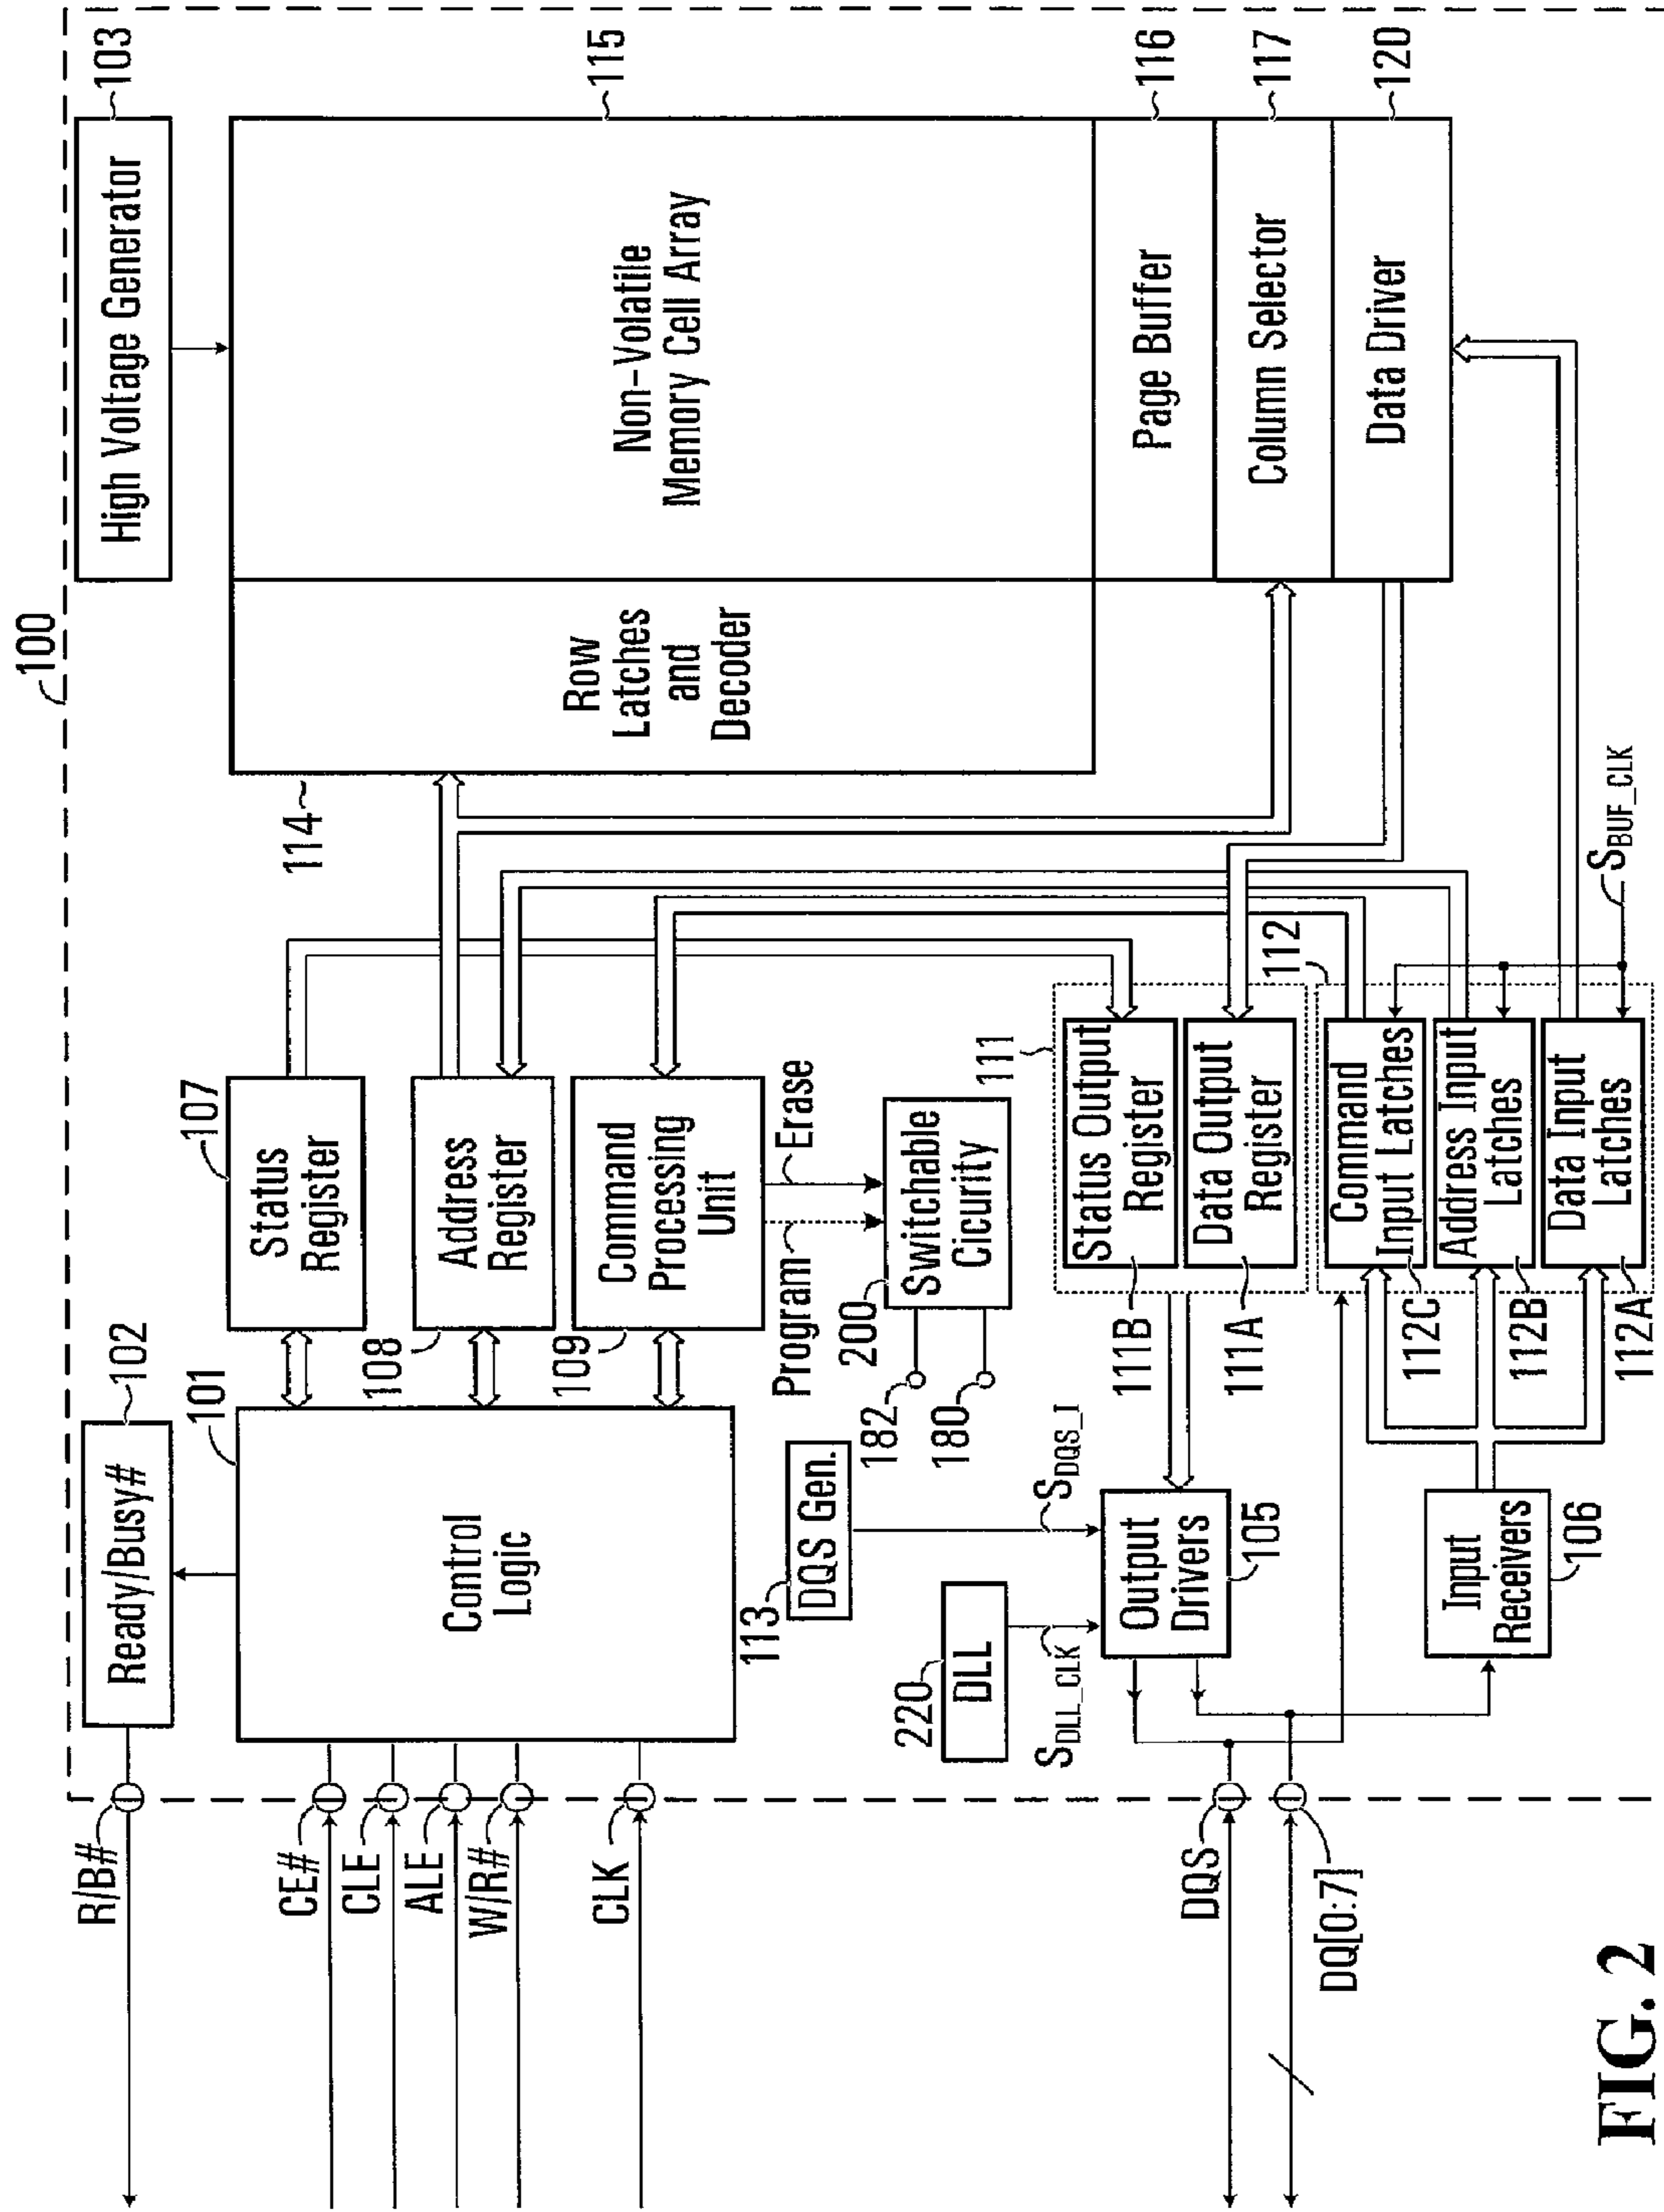 100
R/B#
Ready/Busy#
102
High Voltage Generator
103
CE#
CLE
ALE
W/R#
CLK
101
Control
Logic
107
Status
Register
108
Address
Register
109
Command
Processing
Unit
114
Row
Latches
and
Decoder
Non-Volatile
Memory Cell Array
115
Page Buffer
116
Column Selector
117
Data Driver
120
Program
Erase
113
DQS Gen.
200
Switchable
Cicurity
182
180
220
DLL
SDLL_CLK
SDQS_I
Output
Drivers
105
111
Status Output
Register
111B
Data Output
Register
111A
112
Command
Input Latches
112C
Address Input
Latches
112B
Data Input
Latches
112A
SBUF_CLK
Input
Receivers
106
DQS
DQ[0:7]
FIG. 2